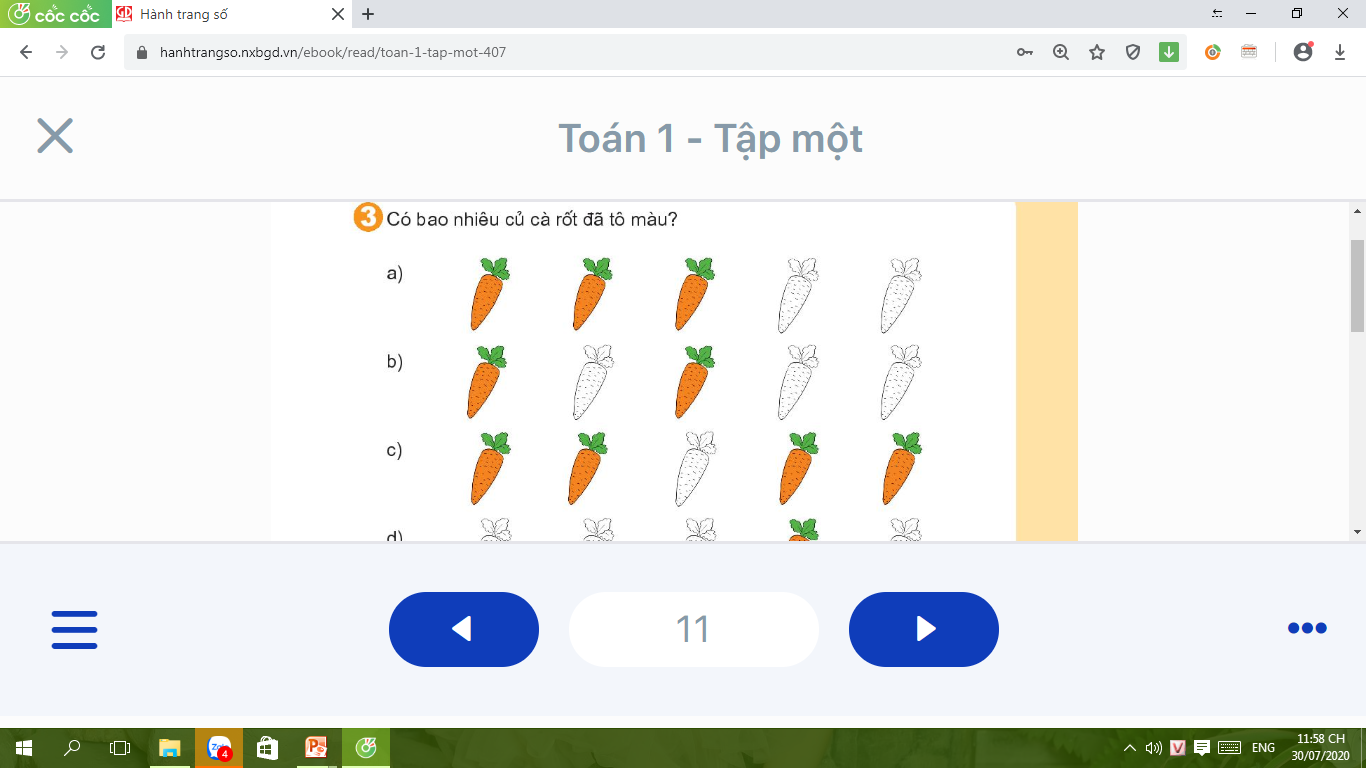 cốc cốc
Hành trang số
hanhtrangso.nxbgd.vn/ebook/read/toan-1-tap-mot-407
Toán 1 - Tập một
3 Có bao nhiêu củ cà rốt đã tô màu?
a)
b)
c)
d)
11
4
ENG
11:58 CH
30/07/2020